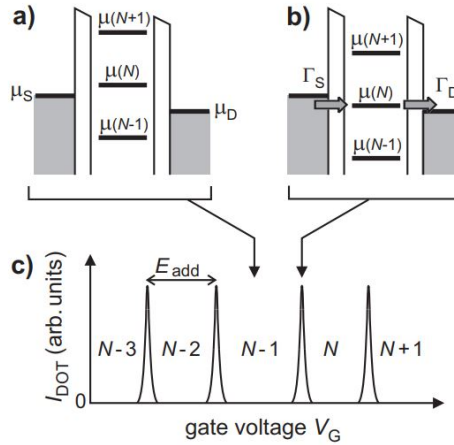 a)
μ(N+1)
μ_S
μ(N)
μ(N-1)
μ_D
b)
μ(N+1)
Γ_S
Γ_D
μ(N)
μ(N-1)
c)
E_add
N-3 N-2 N-1 N N+1
I_DOT (arb. units)
0
gate voltage V_G